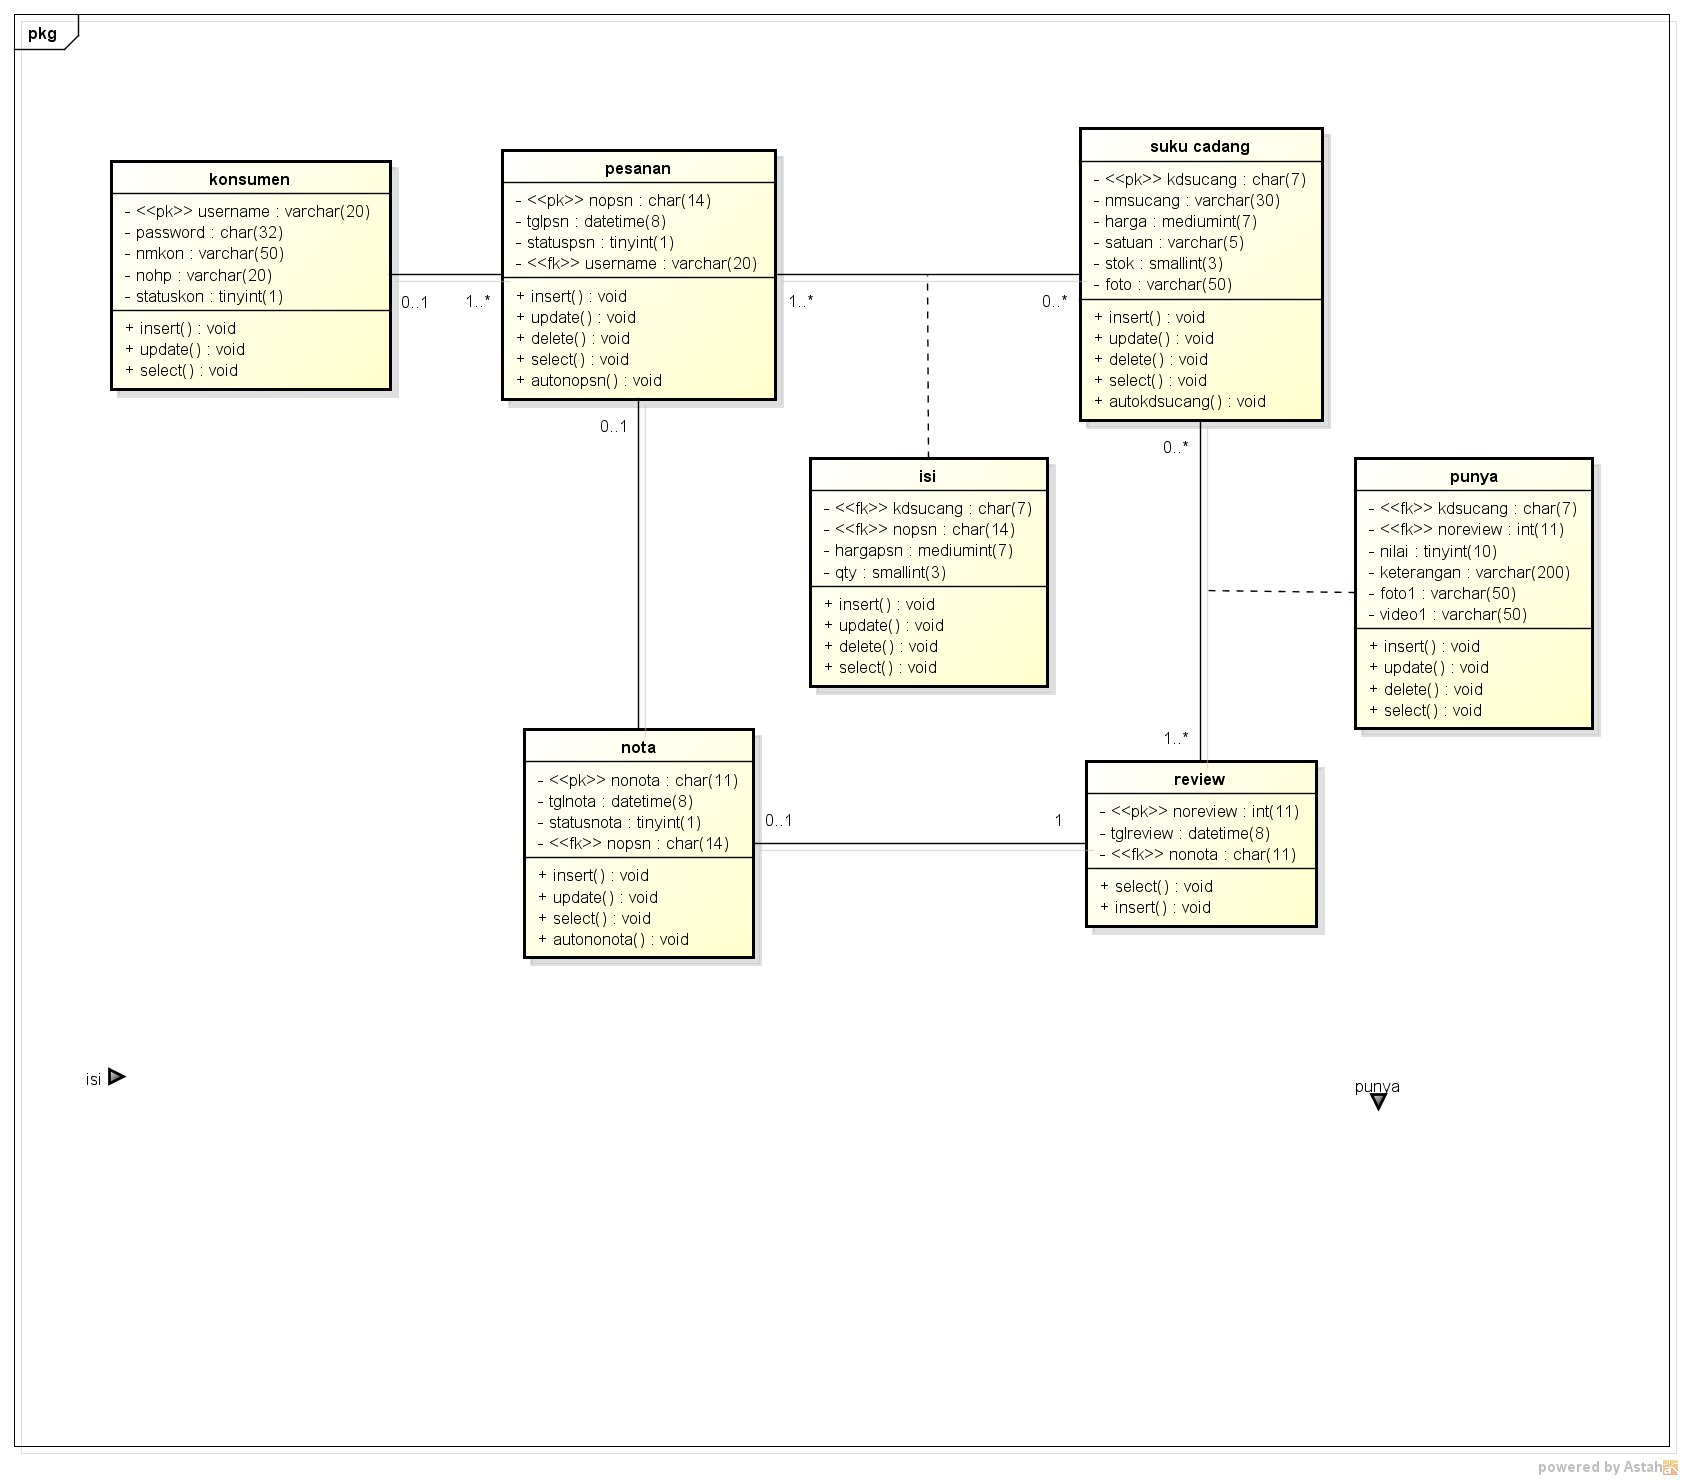 pkg
konsumen
- <<pk>> username : varchar(20)
- password : char(32)
- nmkon : varchar(50)
- nohp : varchar(20)
- statuskon : tinyint(1)
+ insert() : void
+ update() : void
+ select() : void
0..1
1..*
pesanan
- <<pk>> nopsn : char(14)
- tglpsn : datetime(8)
- statuspsn : tinyint(1)
- <<fk>> username : varchar(20)
+ insert() : void
+ update() : void
+ delete() : void
+ select() : void
+ autonopsn() : void
1..*
0..*
0..1
suku cadang
- <<pk>> kdsucang : char(7)
- nmsucang : varchar(30)
- harga : mediumint(7)
- satuan : varchar(5)
- stok : smallint(3)
- foto : varchar(50)
+ insert() : void
+ update() : void
+ delete() : void
+ select() : void
+ autokdsucang() : void
0..*
isi
- <<fk>> kdsucang : char(7)
- <<fk>> nopsn : char(14)
- hargapsn : mediumint(7)
- qty : smallint(3)
+ insert() : void
+ update() : void
+ delete() : void
+ select() : void
punya
- <<fk>> kdsucang : char(7)
- <<fk>> noreview : int(11)
- nilai : tinyint(10)
- keterangan : varchar(200)
- foto1 : varchar(50)
- video1 : varchar(50)
+ insert() : void
+ update() : void
+ delete() : void
+ select() : void
nota
- <<pk>> nonota : char(11)
- tglnota : datetime(8)
- statusnota : tinyint(1)
- <<fk>> nopsn : char(14)
+ insert() : void
+ update() : void
+ select() : void
+ autononota() : void
0..1
1
1..*
review
- <<pk>> noreview : int(11)
- tglreview : datetime(8)
- <<fk>> nonota : char(11)
+ select() : void
+ insert() : void
isi
punya
powered by Astah